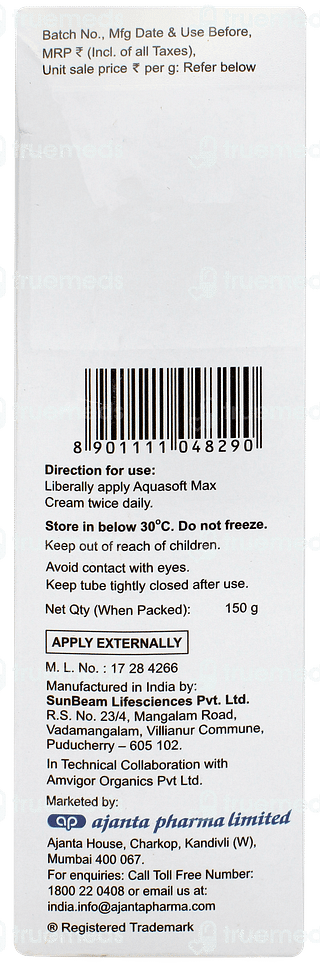 Batch No., Mfg Date & Use Before,
MRP ₹ (Incl. of all Taxes),
Unit sale price ₹ per g: Refer below
8 901111 048290
Direction for use:
Liberally apply Aquasoft Max
Cream twice daily.
Store in below 30°C. Do not freeze.
Keep out of reach of children.
Avoid contact with eyes.
Keep tube tightly closed after use.
Net Qty (When Packed): 150 g
APPLY EXTERNALLY
M. L. No. : 17 28 4266
Manufactured in India by:
SunBeam Lifesciences Pvt. Ltd.
R.S. No. 23/4, Mangalam Road,
Vadamangalam, Villianur Commune,
Puducherry – 605 102.
In Technical Collaboration with
Amvigor Organics Pvt Ltd.
Marketed by:
ap ajanta pharma limited
Ajanta House, Charkop, Kandivli (W),
Mumbai 400 067.
For enquiries: Call Toll Free Number:
1800 22 0408 or email us at:
india.info@ajantapharma.com
® Registered Trademark
truemeds